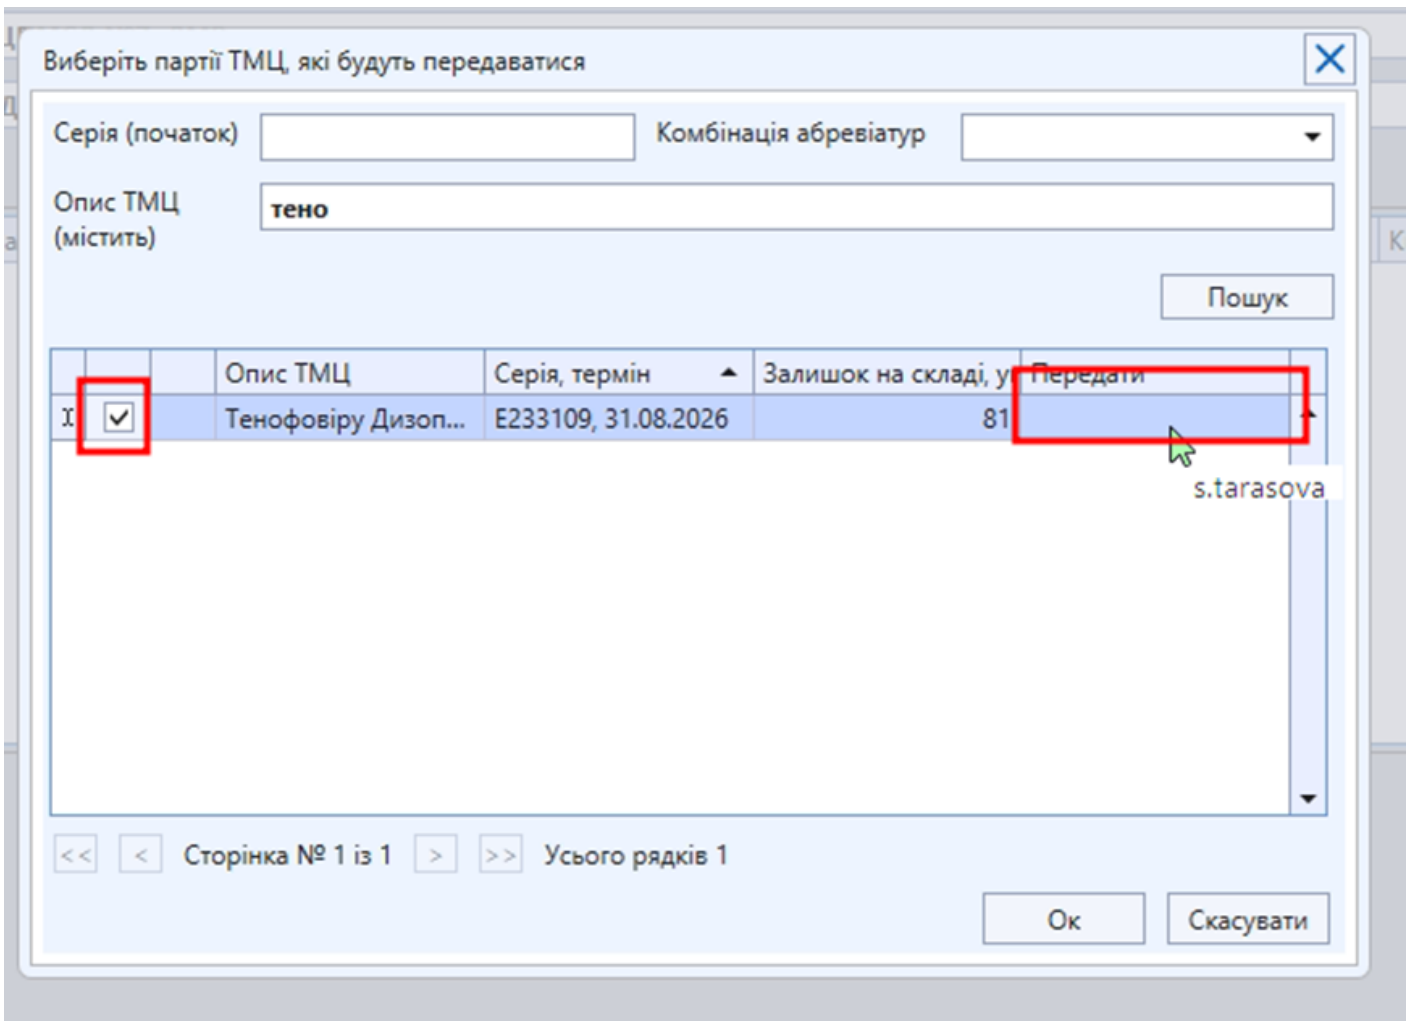 Виберіть партії ТМЦ, які будуть передаватися
Серія (початок)
Комбінація абревіатур
Опис ТМЦ
(містить)
тено
Пошук
Опис ТМЦ
Серія, термін
Залишок на складі, у
Передати
Тенофовіру Дизоп...
E233109, 31.08.2026
81
s.tarasova
<<
<
Сторінка № 1 із 1
>
>>
Усього рядків 1
Ок
Скасувати